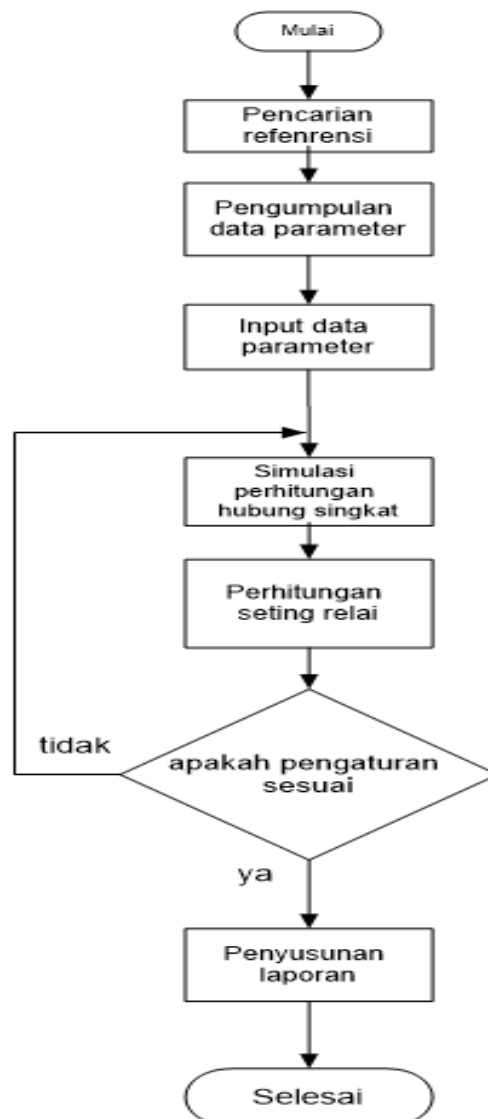 Mulai
Pencarian
refenrensi
Pengumpulan
data parameter
Input data
parameter
Simulasi
perhitungan
hubung singkat
Perhitungan
seting relai
tidak
apakah pengaturan
sesuai
ya
Penyusunan
laporan
Selesai